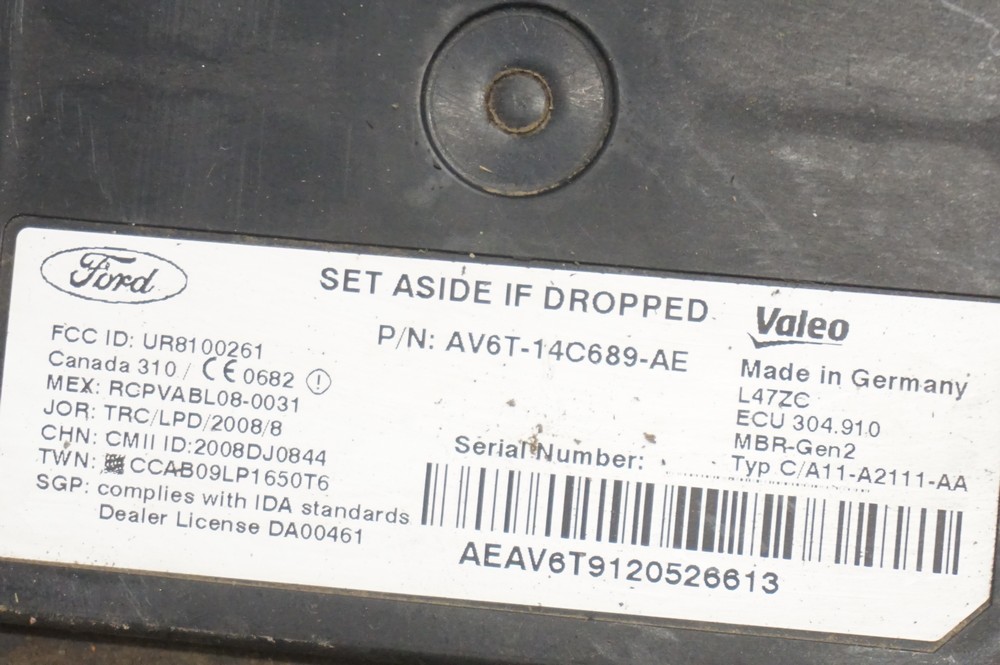 Ford
SET ASIDE IF DROPPED
P/N: AV6T-14C689-AE
Valeo
Made in Germany
L47ZC
ECU 304.910
MBR-Gen2
Typ C/A11-A2111-AA
FCC ID: UR8100261
Canada 310/ CE 0682
MEX: RCPVABL08-0031
JOR: TRC/LPD/2008/8
CHN: CMII ID:2008DJ0844
TWN: CCAB09LP1650T6
SGP: complies with IDA standards
Dealer License DA00461
Serial Number:
AEAV6T9120526613